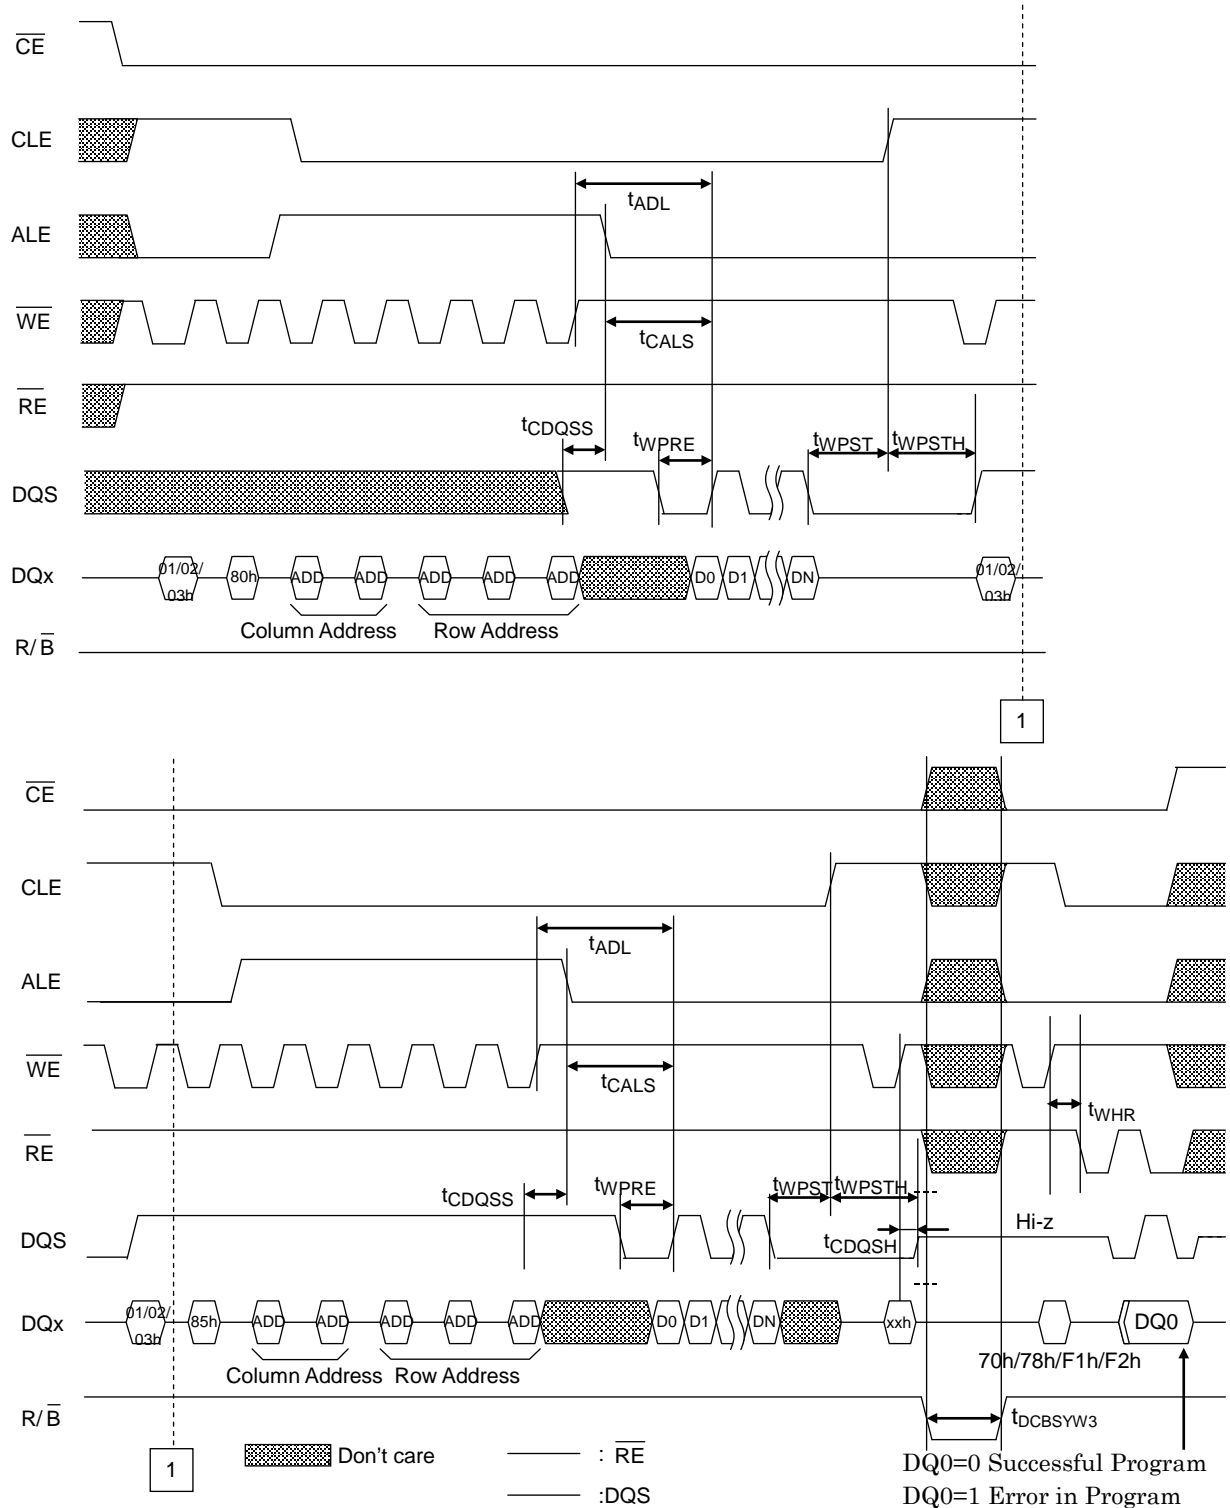 CE
CLE
tADL
ALE
WE
tCALS
RE
tCDQSS
tWPRE
tWPST
tWPSTH
DQS
DQx
01/02/
03h
80h
ADD
ADD
ADD
ADD
ADD
D0
D1
DN
01/02/
03h
Column Address
Row Address
R/B
1
CE
CLE
tADL
ALE
WE
tCALS
tWHR
RE
tCDQSS
tWPRE
tWPST
tWPSTH
DQS
tCDQSH
Hi-z
DQx
01/02/
03h
85h
ADD
ADD
ADD
ADD
ADD
D0
D1
DN
xxh
DQ0
70h/78h/F1h/F2h
Column Address
Row Address
R/B
tDCBSYW3
1
Don't care
: RE
:DQS
DQ0=0 Successful Program
DQ0=1 Error in Program